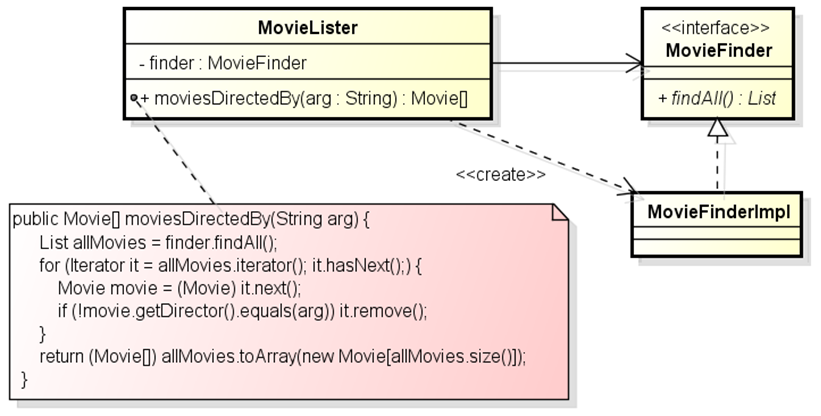 MovieLister
- finder : MovieFinder
+ moviesDirectedBy(arg : String) : Movie[]
<<interface>>
MovieFinder
+ findAll() : List
<<create>>
MovieFinderImpl
public Movie[] moviesDirectedBy(String arg) {
List allMovies = finder.findAll();
for (Iterator it = allMovies.iterator(); it.hasNext();) {
Movie movie = (Movie) it.next();
if (!movie.getDirector().equals(arg)) it.remove();
}
return (Movie[]) allMovies.toArray(new Movie[allMovies.size()]);
}